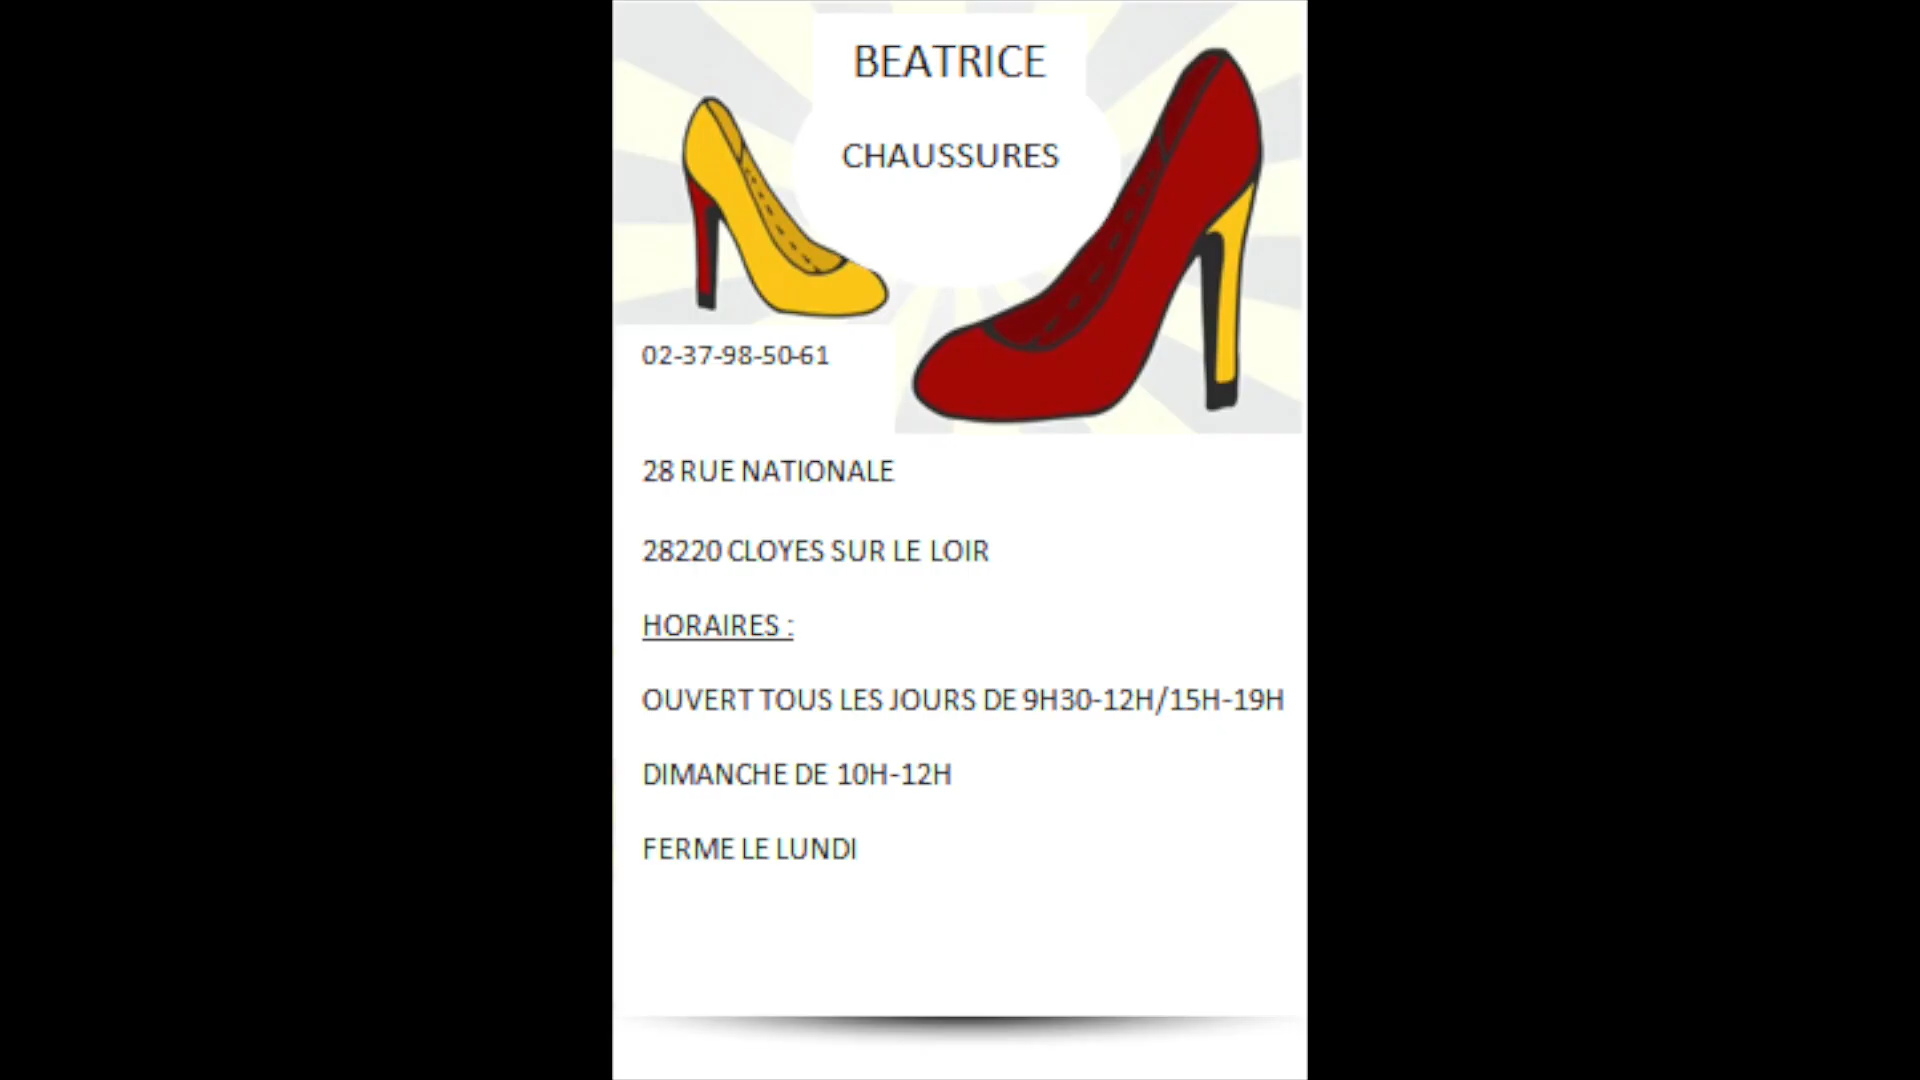 BEATRICE
CHAUSSURES
02-37-98-50-61
28 RUE NATIONALE
28220 CLOYES SUR LE LOIR
HORAIRES :
OUVERT TOUS LES JOURS DE 9H30-12H/15H-19H
DIMANCHE DE 10H-12H
FERME LE LUNDI